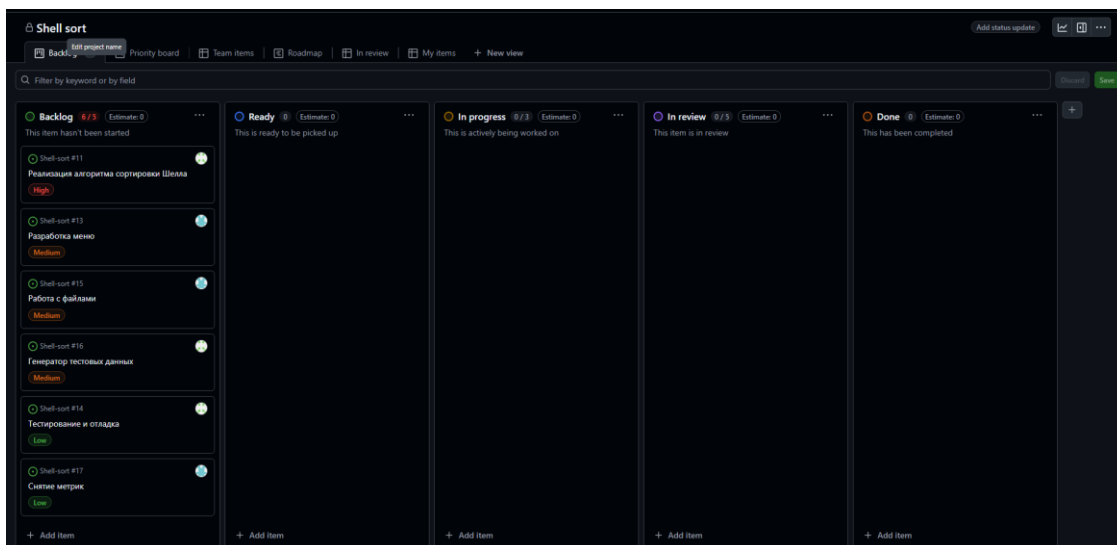 Shell sort
Add status update
Edit project name
Priority board
Team items
Roadmap
In review
My items
+ New view
Filter by keyword or by field
Discard
Save
Backlog 6 / 5 Estimate: 0
This item hasn't been started
Shell-sort #11
Реализация алгоритма сортировки Шелла
High
Shell-sort #13
Разработка меню
Medium
Shell-sort #15
Работа с файлами
Medium
Shell-sort #16
Генератор тестовых данных
Medium
Shell-sort #14
Тестирование и отладка
Low
Shell-sort #17
Снятие метрик
Low
+ Add item
Ready 0 Estimate: 0
This is ready to be picked up
+ Add item
In progress 0 / 3 Estimate: 0
This is actively being worked on
+ Add item
In review 0 / 5 Estimate: 0
This item is in review
+ Add item
Done 0 Estimate: 0
This has been completed
+ Add item